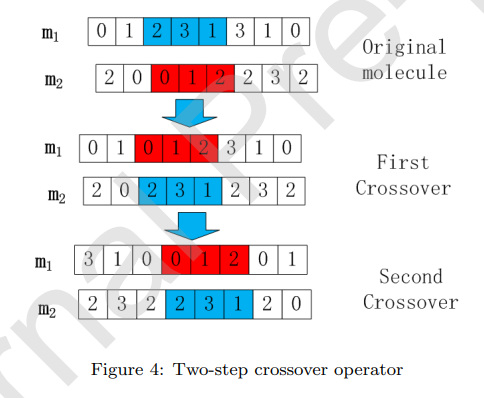 m1 0 1 2 3 1 3 1 0
Original
molecule
m2 2 0 0 1 2 2 3 2
m1 0 1 0 1 2 3 1 0
First
Crossover
m2 2 0 2 3 1 2 3 2
m1 3 1 0 0 1 2 0 1
Second
Crossover
m2 2 3 2 2 3 1 2 0
Figure 4: Two-step crossover operator
rnal Pre-